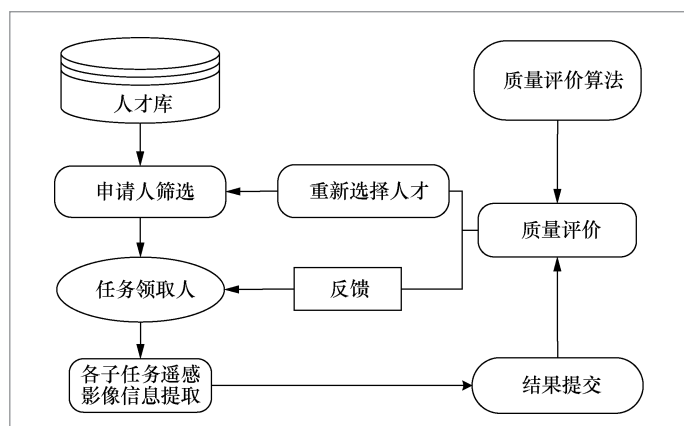 人才库
质量评价算法
申请人筛选
重新选择人才
质量评价
任务领取人
反馈
各子任务遥感
影像信息提取
结果提交